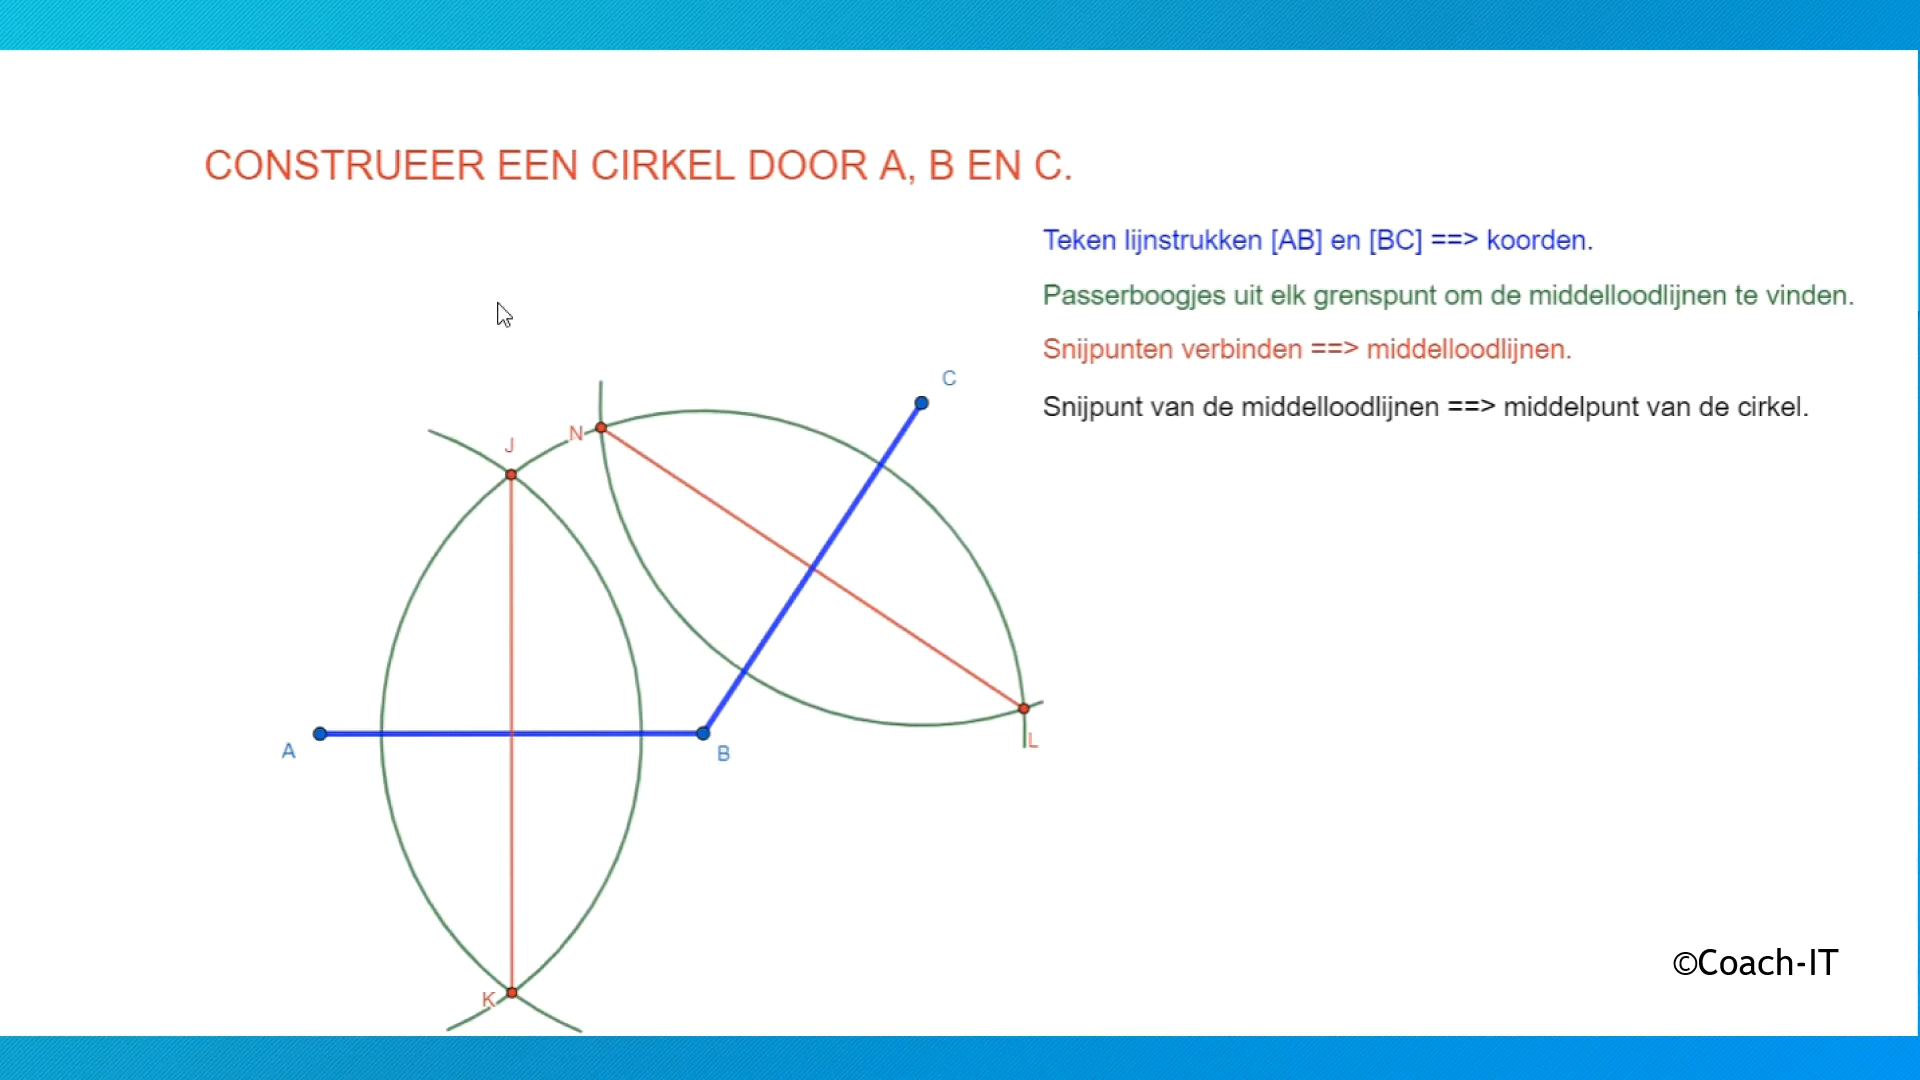 CONSTRUEER EEN CIRKEL DOOR A, B EN C.
Teken lijnstrukken [AB] en [BC] ==> koorden.
Passerboogjes uit elk grenspunt om de middelloodlijnen te vinden.
Snijpunten verbinden ==> middelloodlijnen.
Snijpunt van de middelloodlijnen ==> middelpunt van de cirkel.
C
N
J
A
B
L
K
©Coach-IT